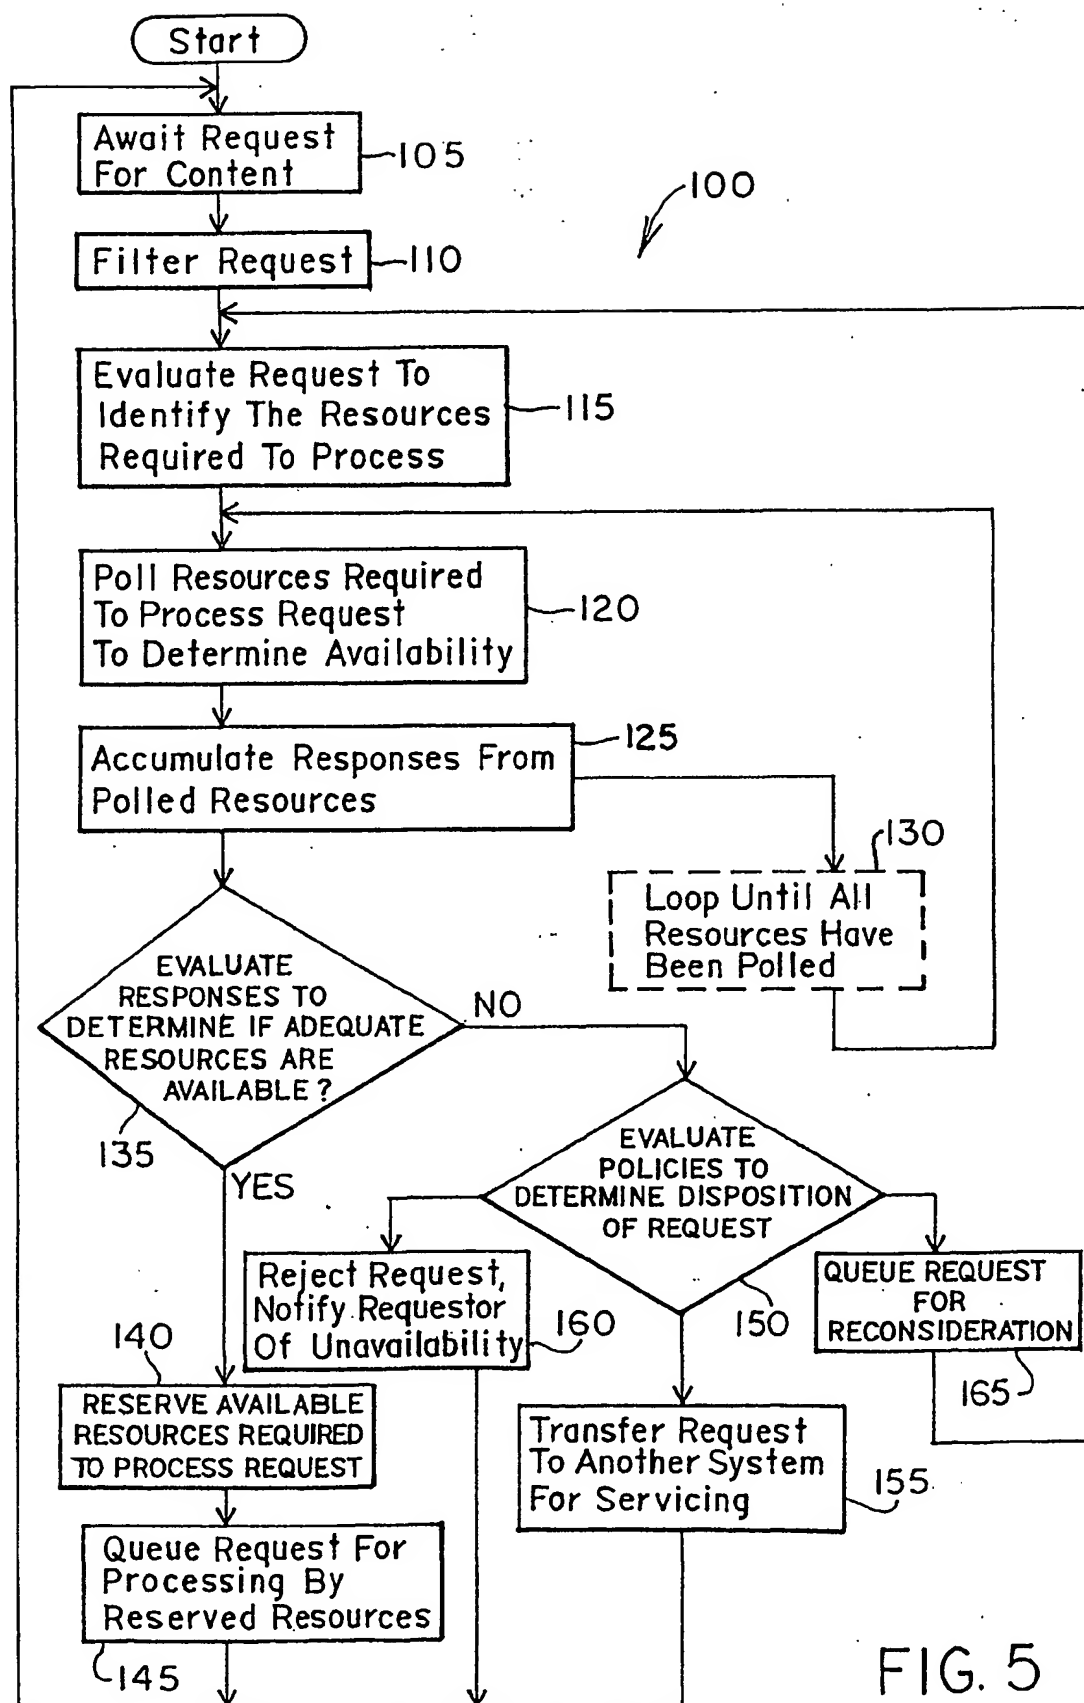 Start
Await Request
For Content
105
100
Filter Request
110
Evaluate Request To
Identify The Resources
Required To Process
115
Poll Resources Required
To Process Request
To Determine Availability
120
Accumulate Responses From
Polled Resources
125
130
Loop Until All
Resources Have
Been Polled
EVALUATE
RESPONSES TO
DETERMINE IF ADEQUATE
RESOURCES ARE
AVAILABLE?
135
NO
YES
EVALUATE
POLICIES TO
DETERMINE DISPOSITION
OF REQUEST
150
Reject Request,
Notify Requestor
Of Unavailability
160
QUEUE REQUEST
FOR
RECONSIDERATION
165
140
RESERVE AVAILABLE
RESOURCES REQUIRED
TO PROCESS REQUEST
Transfer Request
To Another System
For Servicing
155
Queue Request For
Processing By
Reserved Resources
145
FIG. 5